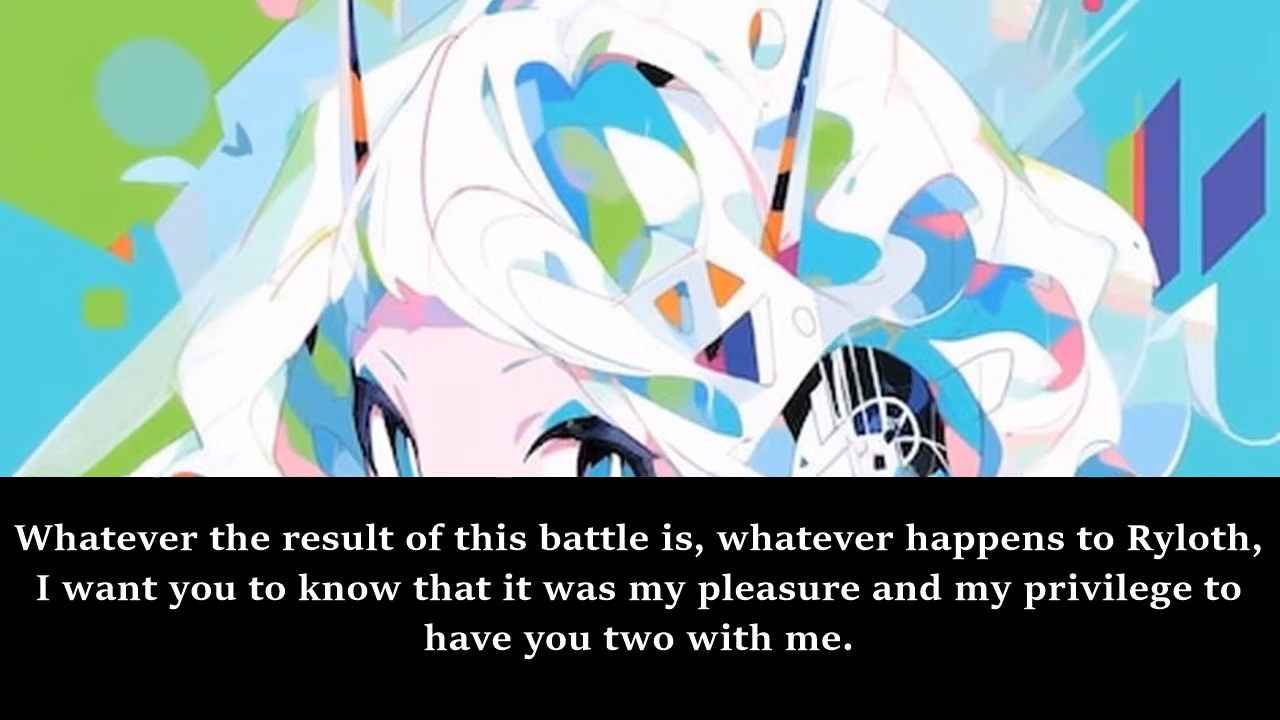 Whatever the result of this battle is, whatever happens to Ryloth,
I want you to know that it was my pleasure and my privilege to
have you two with me.